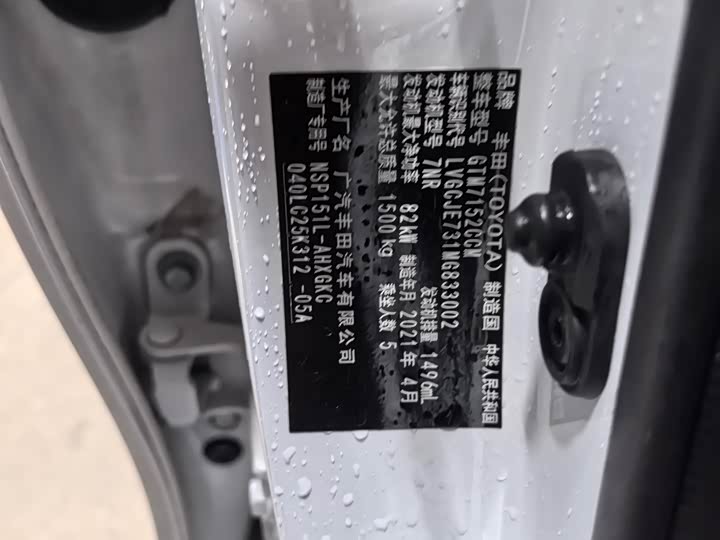 品牌 丰田(TOYOTA) 制造国 中华人民共和国
整车型号 GTM7152CGM
车辆识别代号 LVGCJE731MG833002
发动机型号 7NR 发动机排量 1496mL
发动机最大净功率 82kW 制造年月 2021年 4月
最大允许总质量 1500kg 乘坐人数 5
生产厂名 广汽丰田汽车有限公司
制造厂专用号 NSP151L-AHXGKC
040LC25K312 -05A